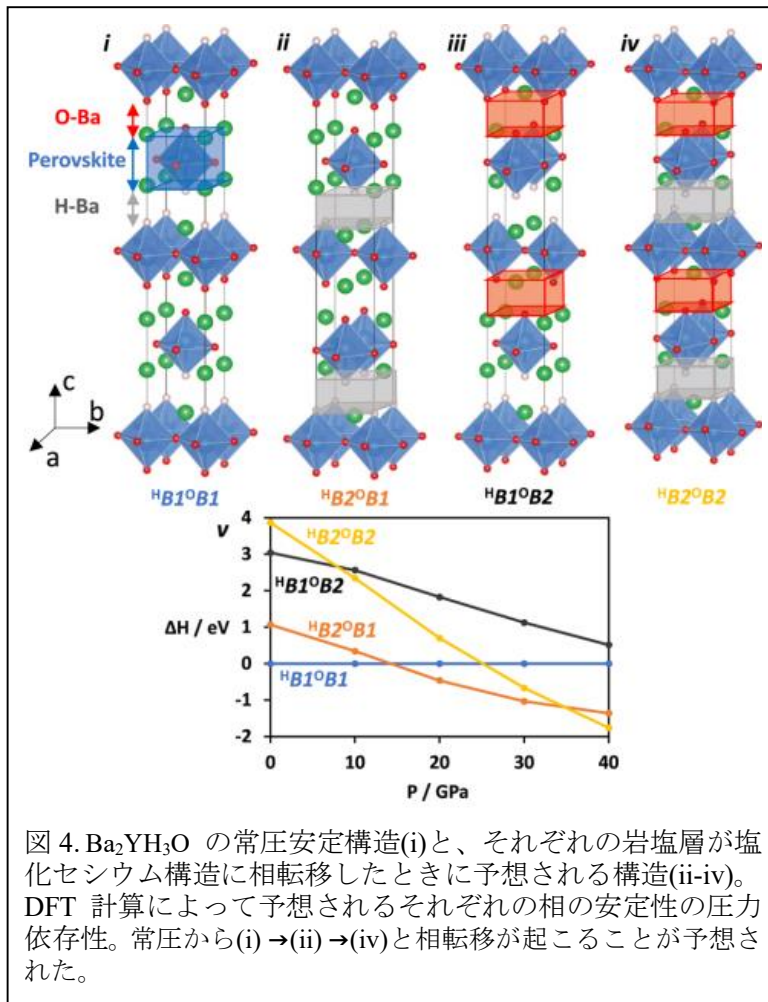 i
ii
iii
iv
O-Ba
Perovskite
H-Ba
c
b
a
ᴴB1ᴼB1
ᴴB2ᴼB1
ᴴB1ᴼB2
ᴴB2ᴼB2
v
4
3
2
1
0
-1
-2
ΔH / eV
ᴴB2ᴼB2
ᴴB1ᴼB2
ᴴB2ᴼB1
ᴴB1ᴼB1
0 10 20 30 40
P / GPa
図 4. Ba₂YH₃O の常圧安定構造(i)と、それぞれの岩塩層が塩
化セシウム構造に相転移したときに予想される構造(ii-iv)。
DFT 計算によって予想されるそれぞれの相の安定性の圧力
依存性。常圧から(i) →(ii) →(iv)と相転移が起こることが予想さ
れた。